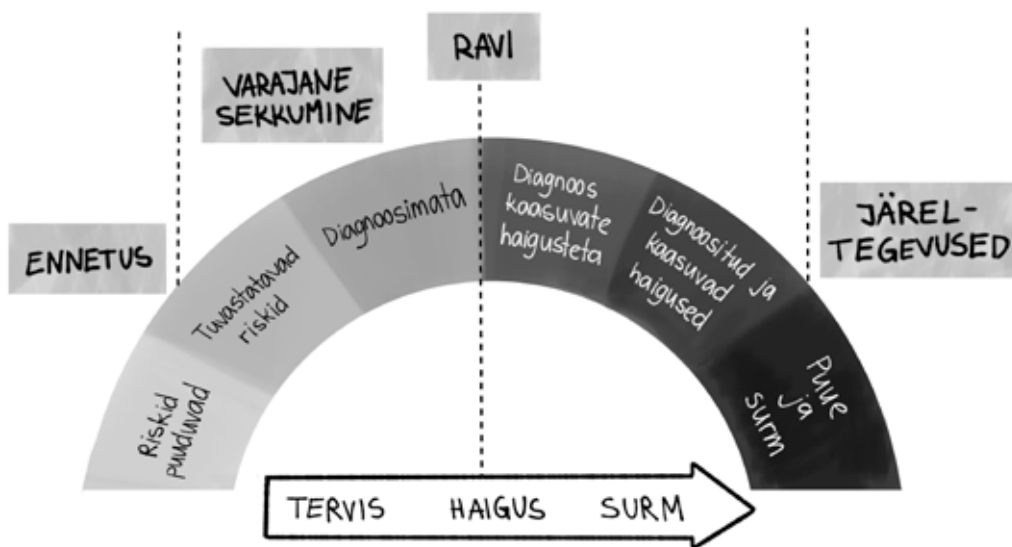 RAVI
VARAJANE
SEKKUMINE
ENNETUS
JÄREL-
TEGEVUSED
Riskid
puuduvad
Tuvastatavad
riskid
Diagnoosimata
Diagnoos
kaasuvate
haigusteta
Diagnoositud ja
kaasuvad
haigused
Puue
ja
surm
TERVIS HAIGUS SURM